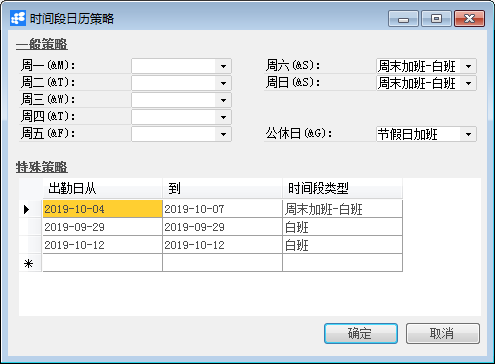 时间段日历策略
一般策略
周一(&M): 周六(&S): 周末加班-白班
周二(&T): 周日(&S): 周末加班-白班
周三(&W):
周四(&T):
周五(&F): 公休日(&G): 节假日加班
特殊策略
出勤日从 到 时间段类型
2019-10-04 2019-10-07 周末加班-白班
2019-09-29 2019-09-29 白班
2019-10-12 2019-10-12 白班
确定 取消